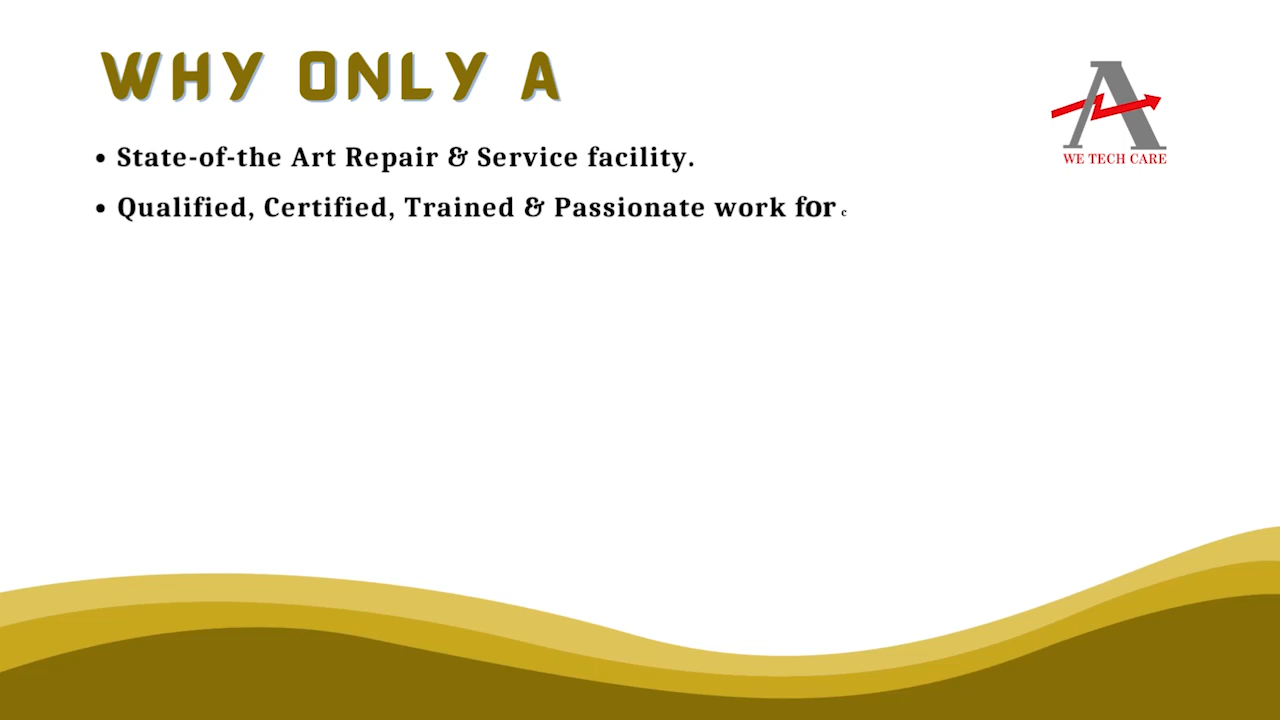 WHY ONLY A
• State-of-the Art Repair & Service facility.
• Qualified, Certified, Trained & Passionate work for c
A
WE TECH CARE